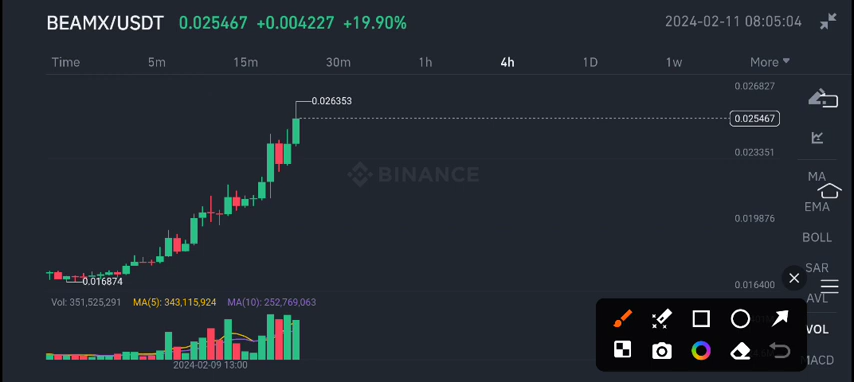 BEAMX/USDT 0.025467 +0.004227 +19.90% 2024-02-11 08:05:04
Time 5m 15m 30m 1h 4h 1D 1w More
0.026827
0.026353
0.025467
0.023351
BINANCE
MA
EMA
0.019876
BOLL
SAR
0.016874
0.016400
AVL
Vol: 351,525,291 MA(5): 343,115,924 MA(10): 252,769,063
VOL
MACD
2024-02-09 13:00